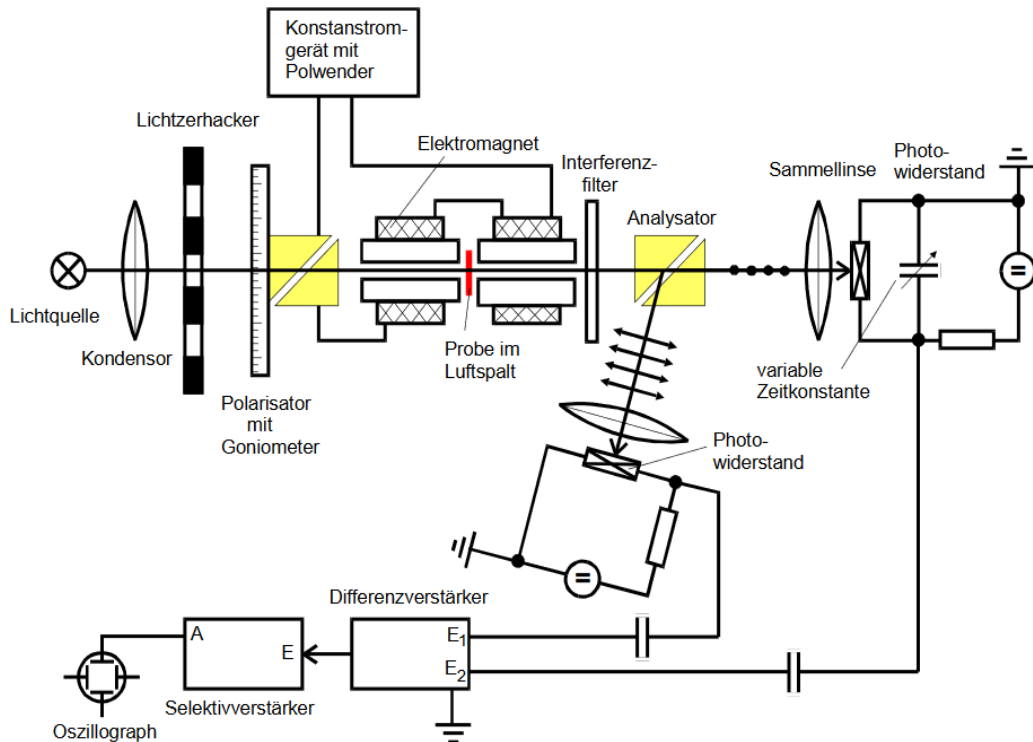 Konstanstrom-
gerät mit
Polwender
Lichtzerhacker
Elektromagnet
Interferenz-
filter
Analysator
Sammellinse
Photo-
widerstand
Lichtquelle
Kondensor
Polarisator
mit
Goniometer
Probe im
Luftspalt
variable
Zeitkonstante
=
Photo-
widerstand
=
Differenzverstärker
E1
E2
A
E
Selektivverstärker
Oszillograph